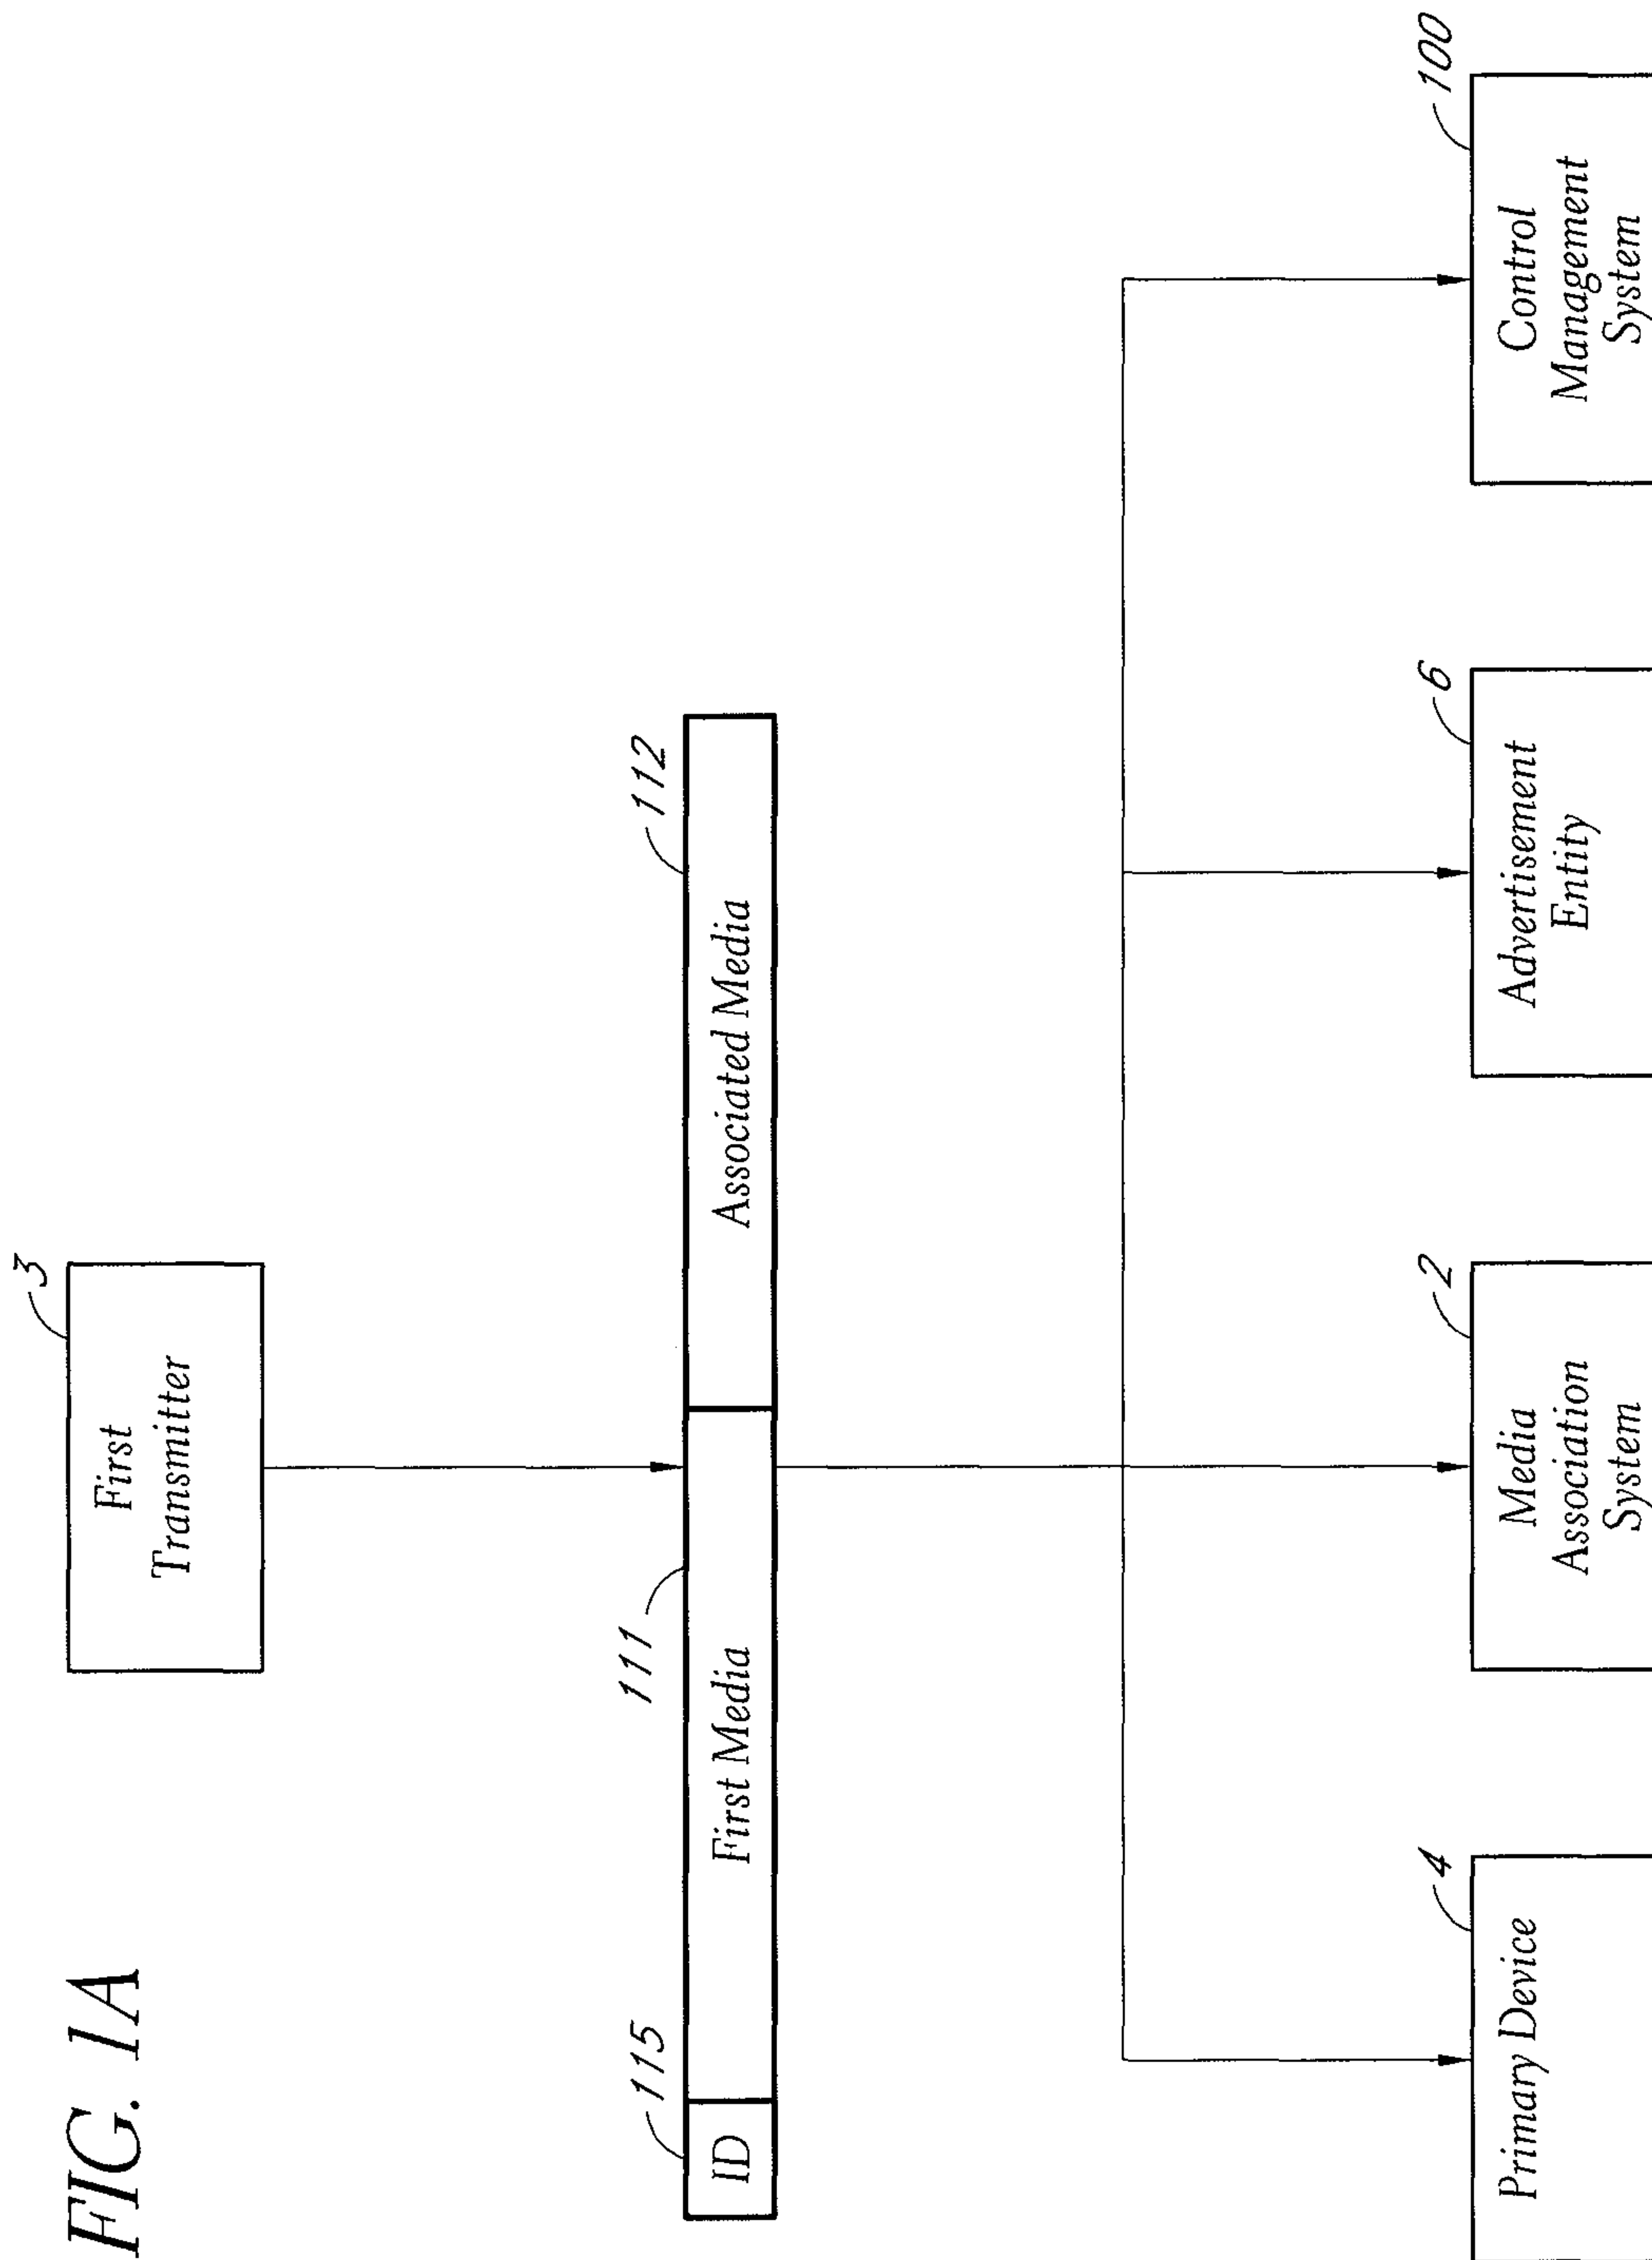 FIG. 1A
3
First
Transmitter
115
111
112
ID
First Media
Associated Media
4
2
6
100
Primary Device
Media
Association
System
Advertisement
Entity
Control
Management
System